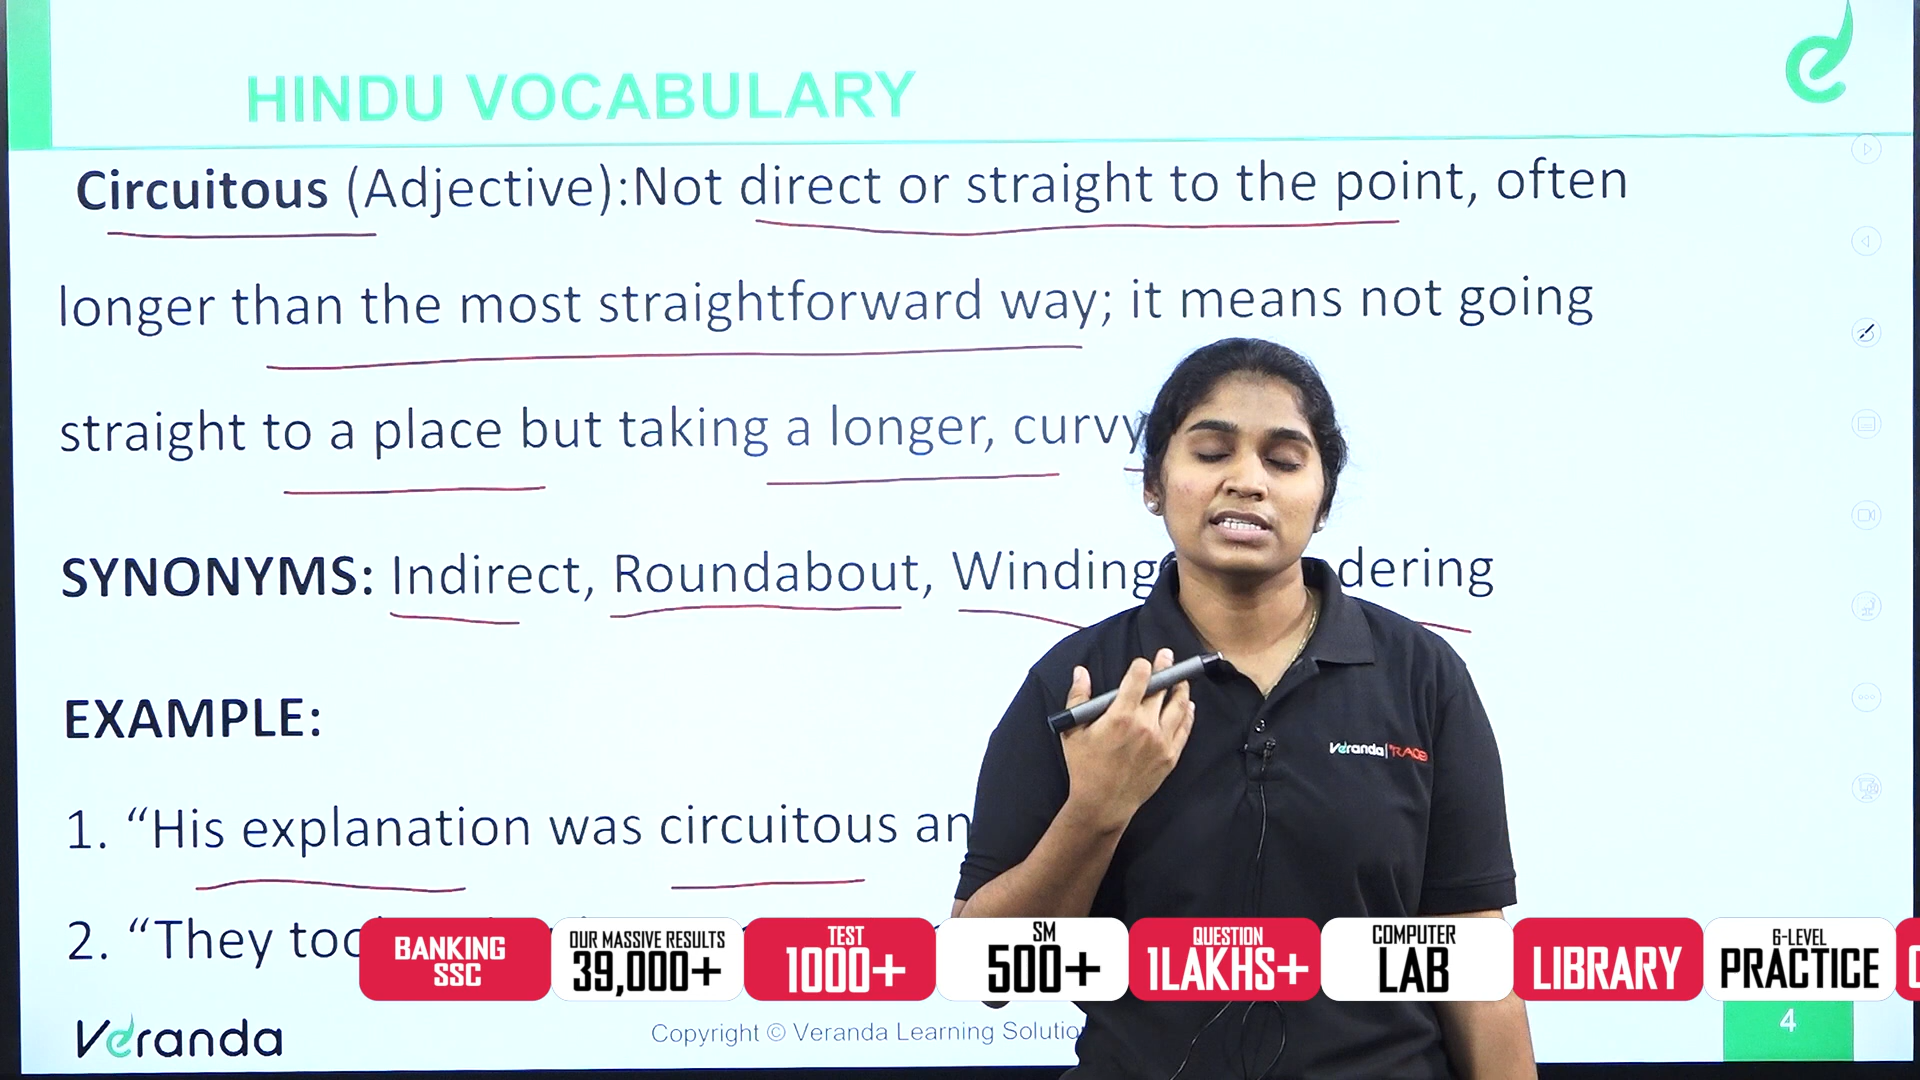 HINDU VOCABULARY
Circuitous (Adjective):Not direct or straight to the point, often
longer than the most straightforward way; it means not going
straight to a place but taking a longer, curvy
SYNONYMS: Indirect, Roundabout, Winding dering
EXAMPLE:
1. “His explanation was circuitous an
2. “They too
Veranda | RACE
BANKING SSC
OUR MASSIVE RESULTS 39,000+
TEST 1000+
SM 500+
QUESTION 1LAKHS+
COMPUTER LAB
LIBRARY
6-LEVEL PRACTICE
Veranda
Copyright © Veranda Learning Solutio
4